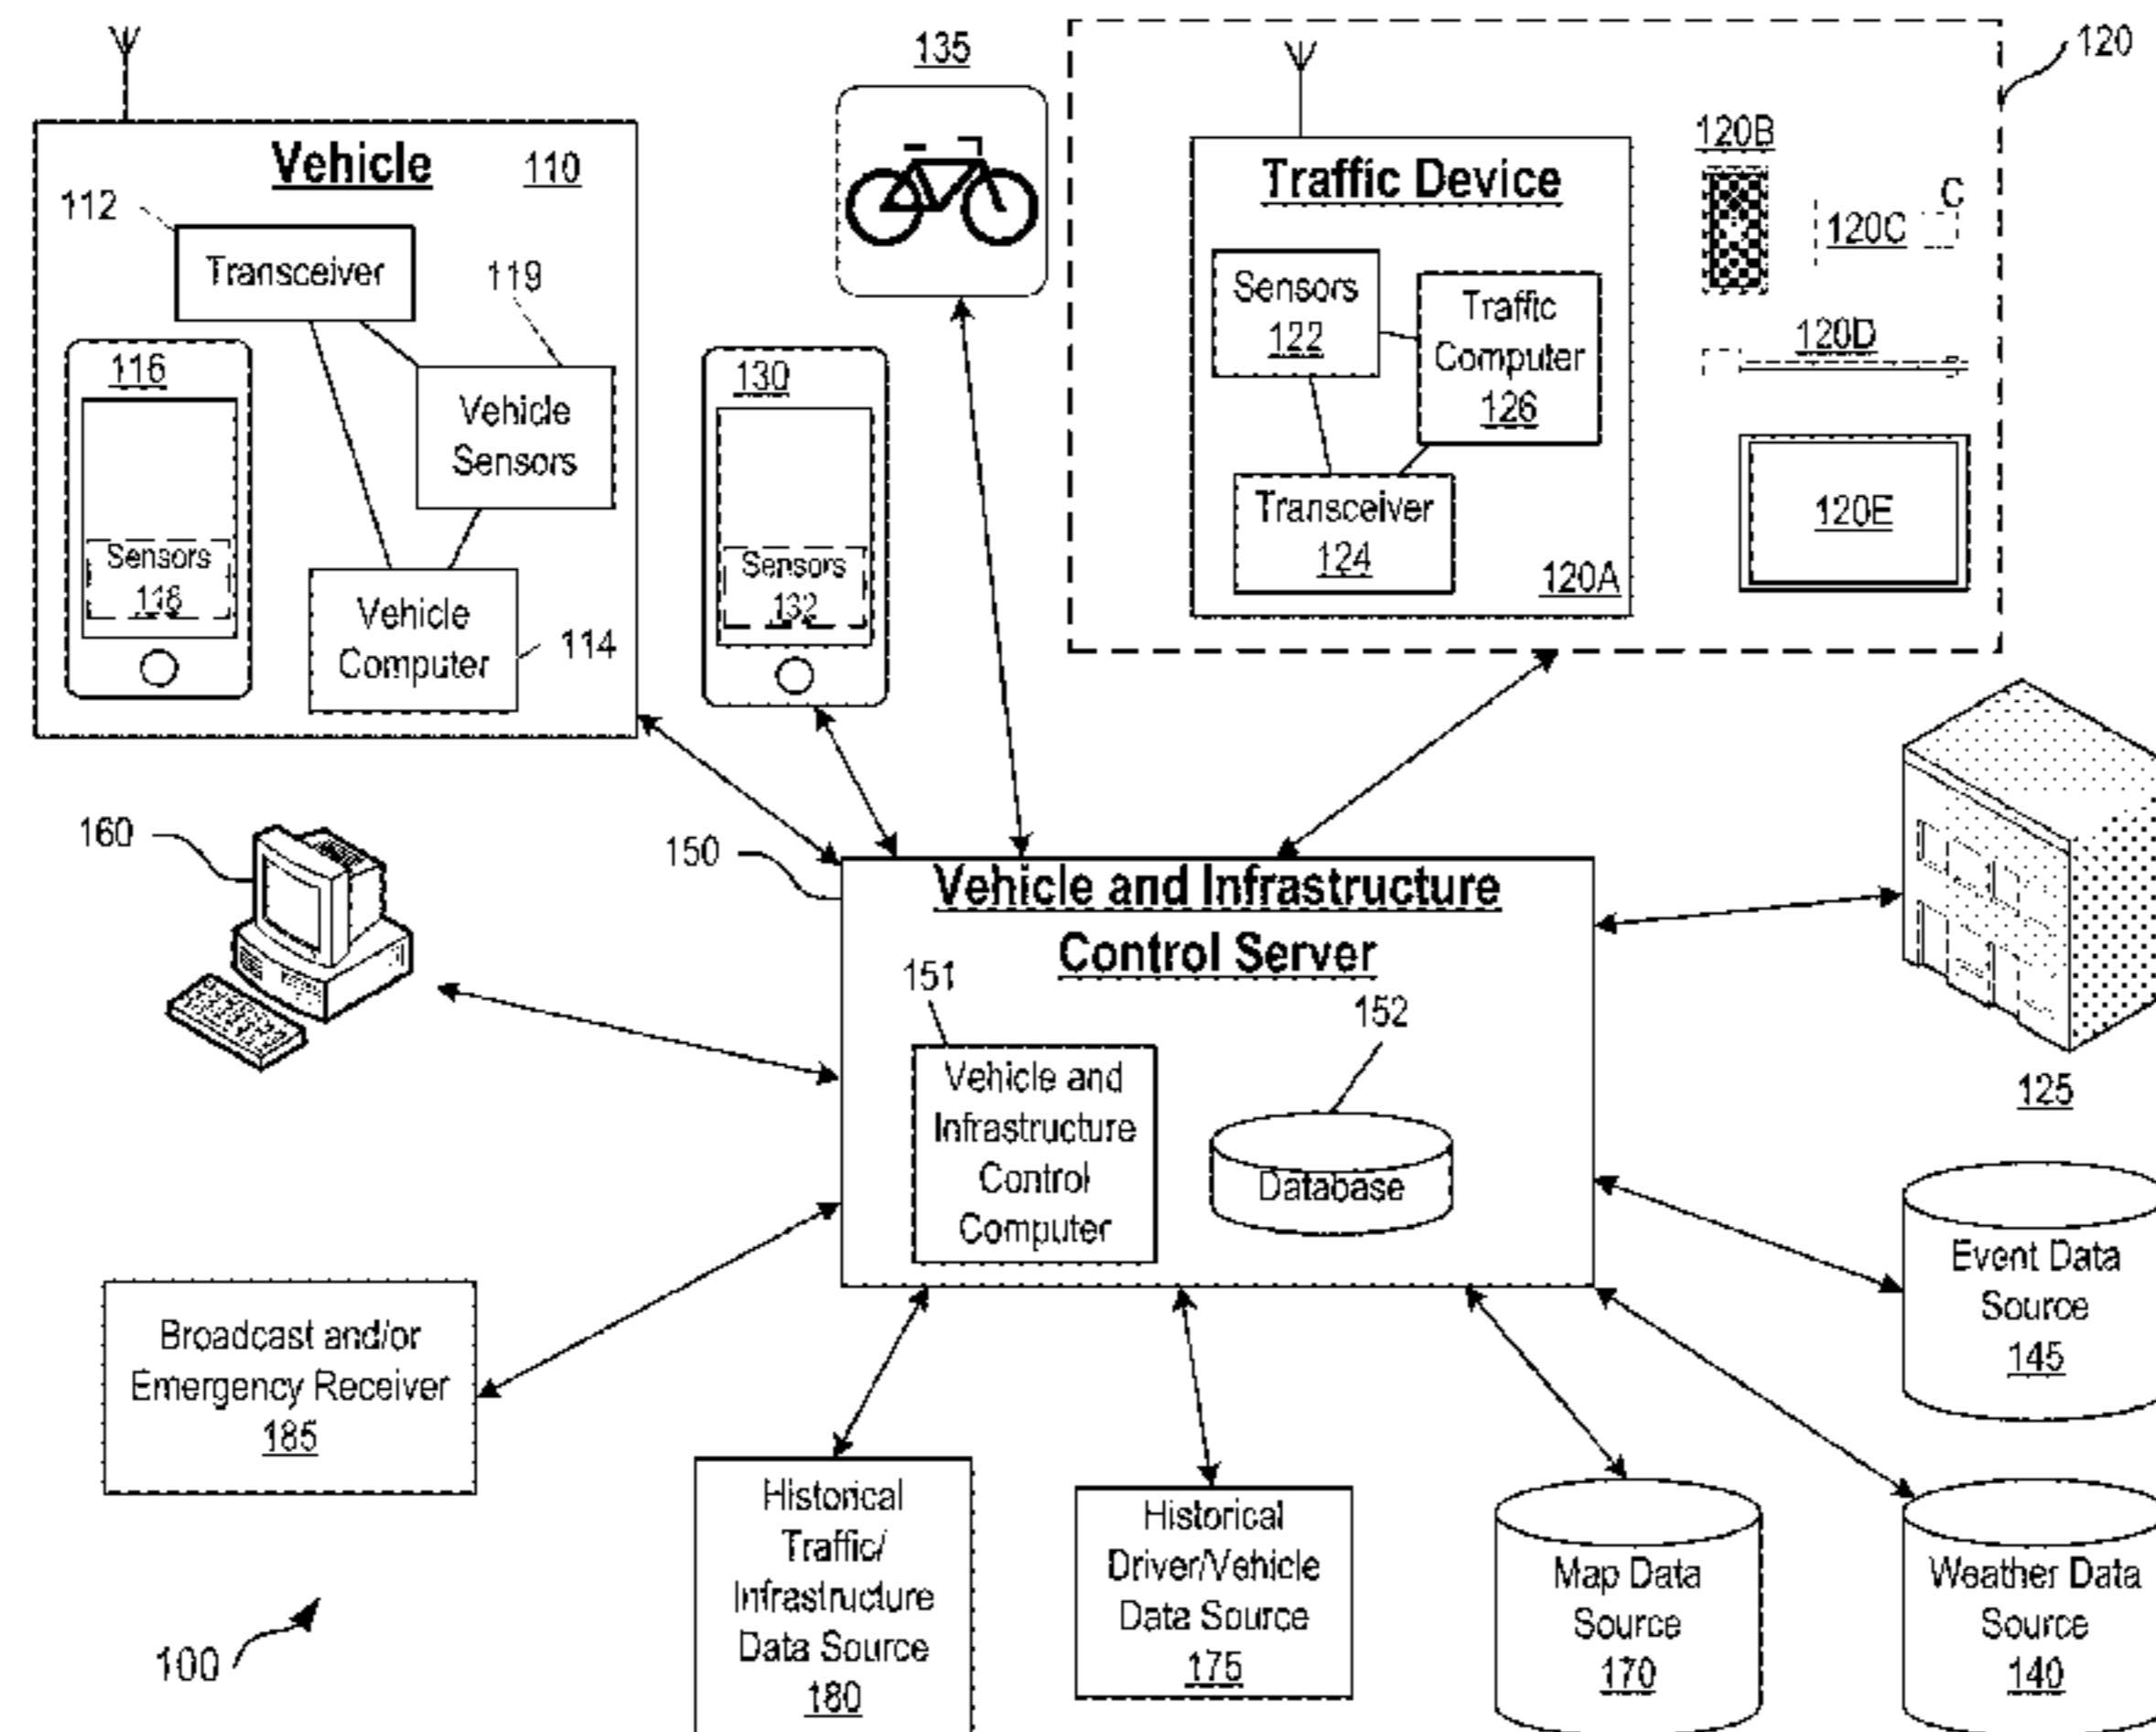 135
120
Vehicle
110
112
Transceiver
119
116
Vehicle
Sensors
Sensors
118
Vehicle
Computer
114
130
Sensors
132
Traffic Device
Sensors
122
Traffic
Computer
126
Transceiver
124
120A
120B
C
120C
120D
120E
160
150
Vehicle and Infrastructure
Control Server
151
152
Vehicle and
Infrastructure
Control
Computer
Database
125
Event Data
Source
145
Broadcast and/or
Emergency Receiver
185
Historical
Traffic/
Infrastructure
Data Source
180
Historical
Driver/Vehicle
Data Source
175
Map Data
Source
170
Weather Data
Source
140
100